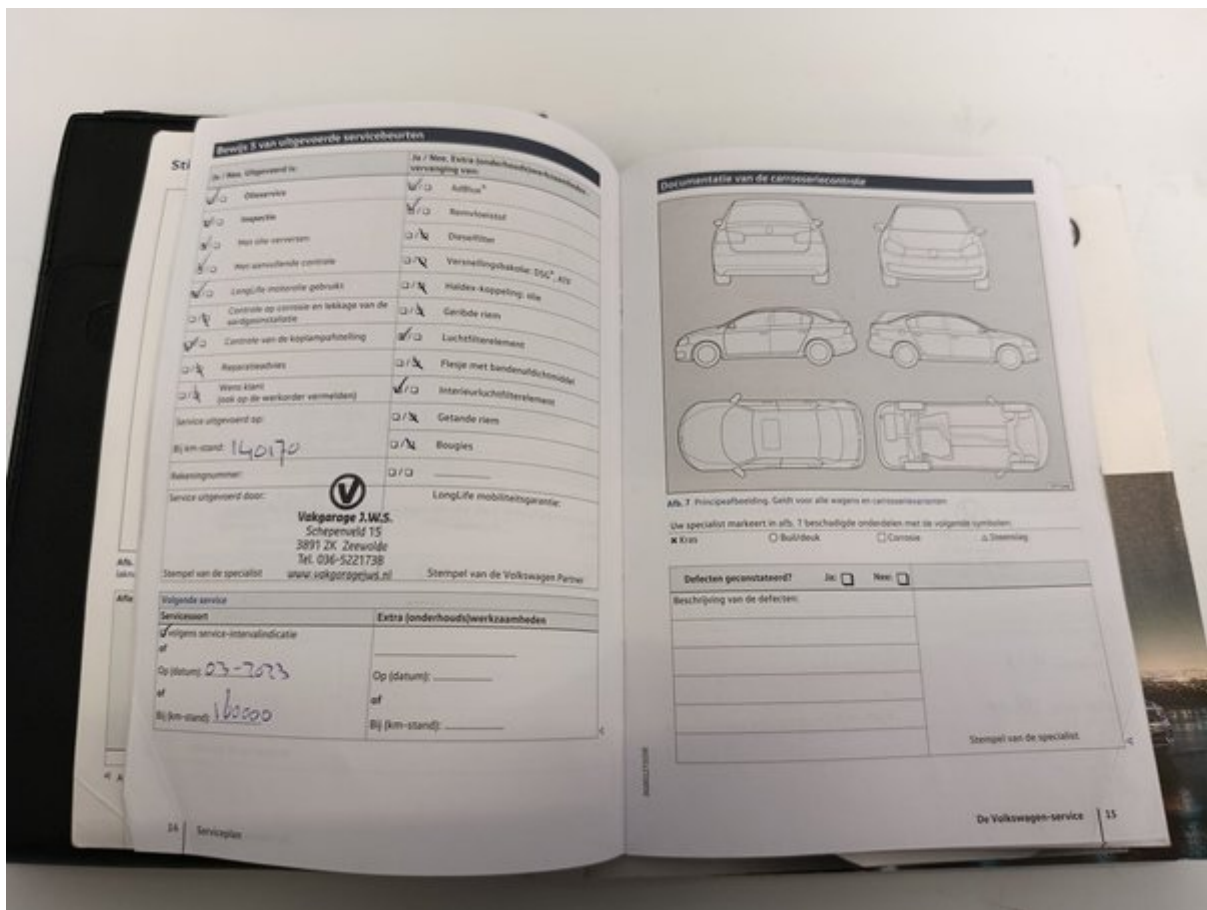 Sti
Bewijs 5 van uitgevoerde servicebeurten
Ja / Nee, Uitgevoerd is:
Olieservice
Inspectie
Met olie verversen
Met aanvullende controle
LongLife motorolie gebruikt
Controle op corrosie en lekkage van de
aardgasinstallatie
Controle van de koplampafstelling
Reparatieadvies
Wens klant
(ook op de werkorder vermelden)
Service uitgevoerd op:
Bij km-stand: 140170
Rekeningnummer:
Service uitgevoerd door:
Vakgarage J.W.S.
Schepenveld 15
3891 ZK Zeewolde
Tel. 036-5221738
www.vakgaragejws.nl
Stempel van de specialist
Ja / Nee, Extra (onderhouds)werkzaamheden
vervanging van:
AdBlue®
Remvloeistof
Dieselfilter
Versnellingsbakolie: DSG®, ATF
Haldex-koppeling: olie
Geribde riem
Luchtfilterelement
Flesje met bandenafdichtmiddel
Interieurluchtfilterelement
Getande riem
Bougies
LongLife mobiliteitsgarantie:
Stempel van de Volkswagen Partner
Volgende service
Servicesoort
volgens service-intervalindicatie
of
Op (datum): 03-2023
of
Bij (km-stand): 160000
Extra (onderhouds)werkzaamheden
Op (datum):
of
Bij (km-stand):
16 Serviceplan
Documentatie van de carrosseriecontrole
Afb. 7 Principeafbeelding. Geldt voor alle wagens en carrosserievarianten
Uw specialist markeert in afb. 7 beschadigde onderdelen met de volgende symbolen:
Kras Buil/deuk Corrosie Steenslag
Defecten geconstateerd? Ja: Nee:
Beschrijving van de defecten:
Stempel van de specialist
De Volkswagen-service 15